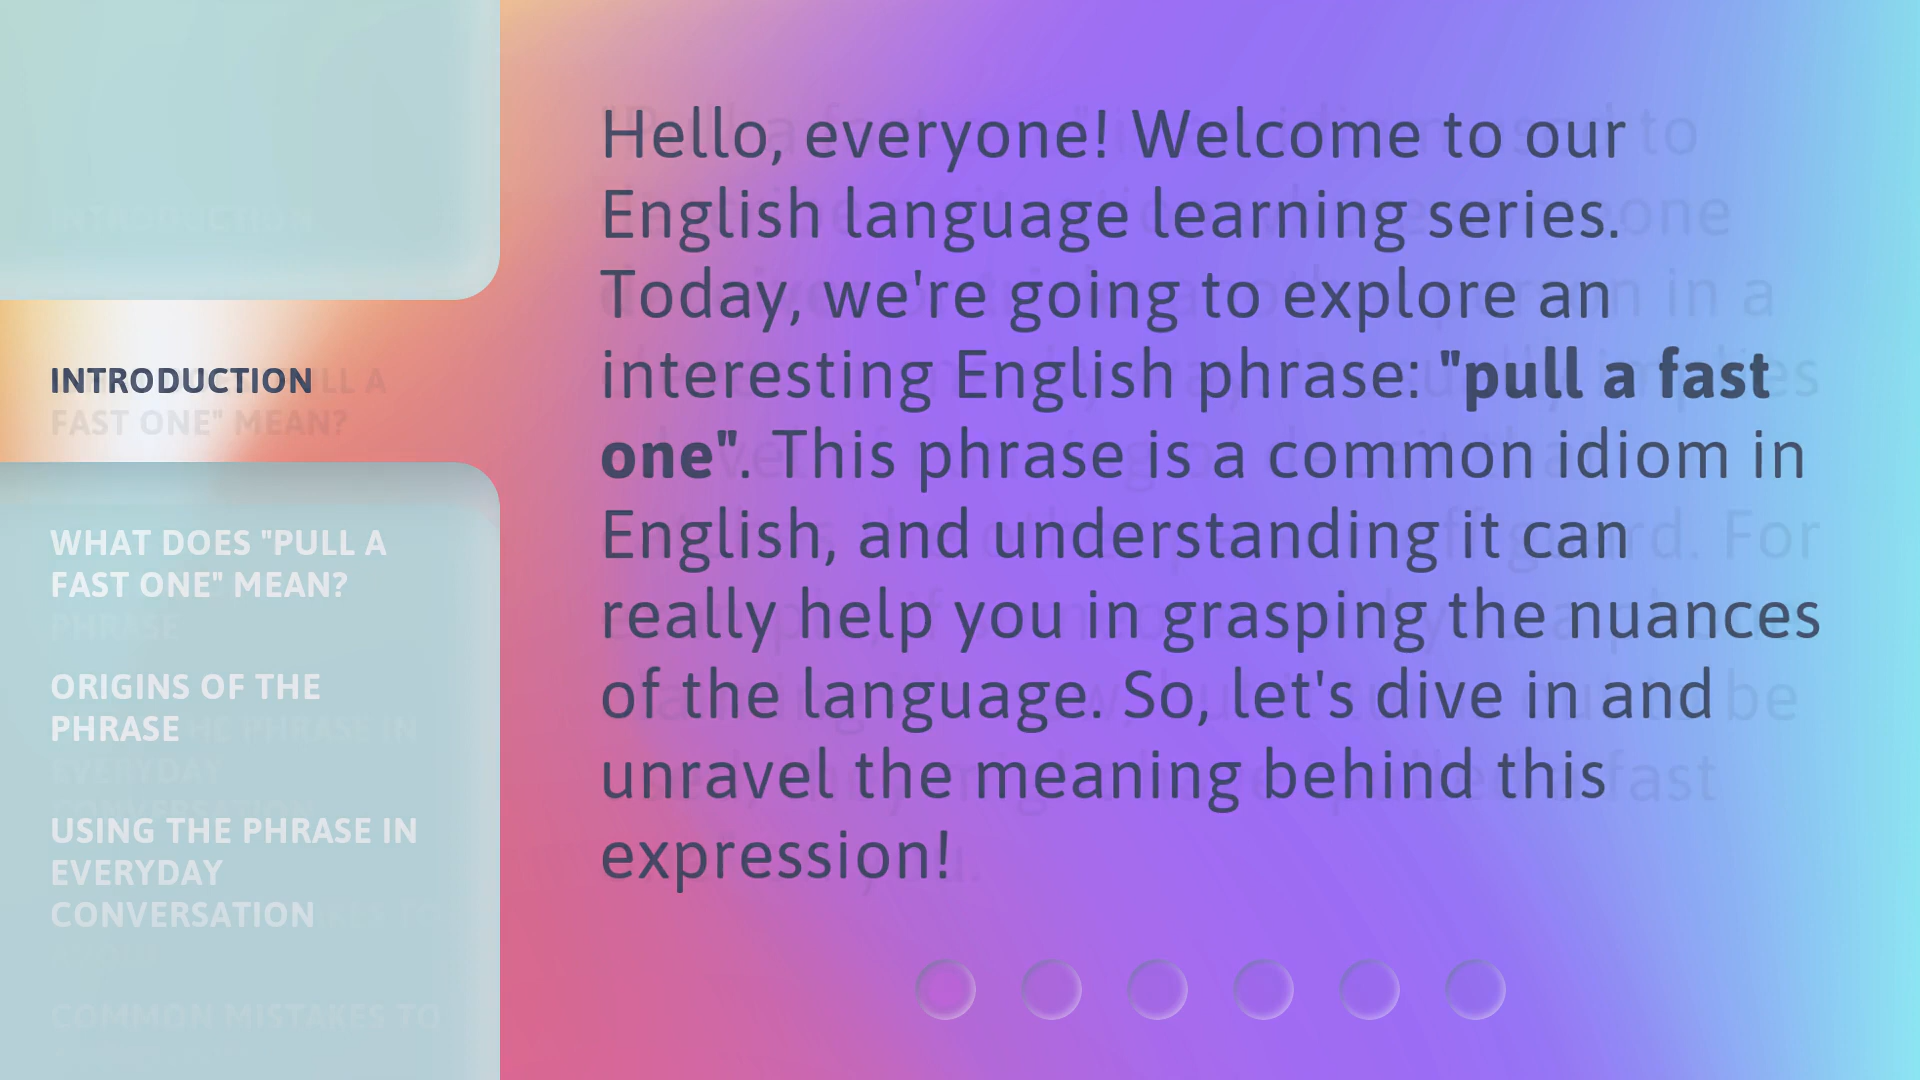 INTRODUCTION
WHAT DOES "PULL A
FAST ONE" MEAN?
ORIGINS OF THE
PHRASE
USING THE PHRASE IN
EVERYDAY
CONVERSATION
COMMON MISTAKES TO
Hello, everyone! Welcome to our
English language learning series.
Today, we're going to explore an
interesting English phrase: "pull a fast
one". This phrase is a common idiom in
English, and understanding it can
really help you in grasping the nuances
of the language. So, let's dive in and
unravel the meaning behind this
expression!